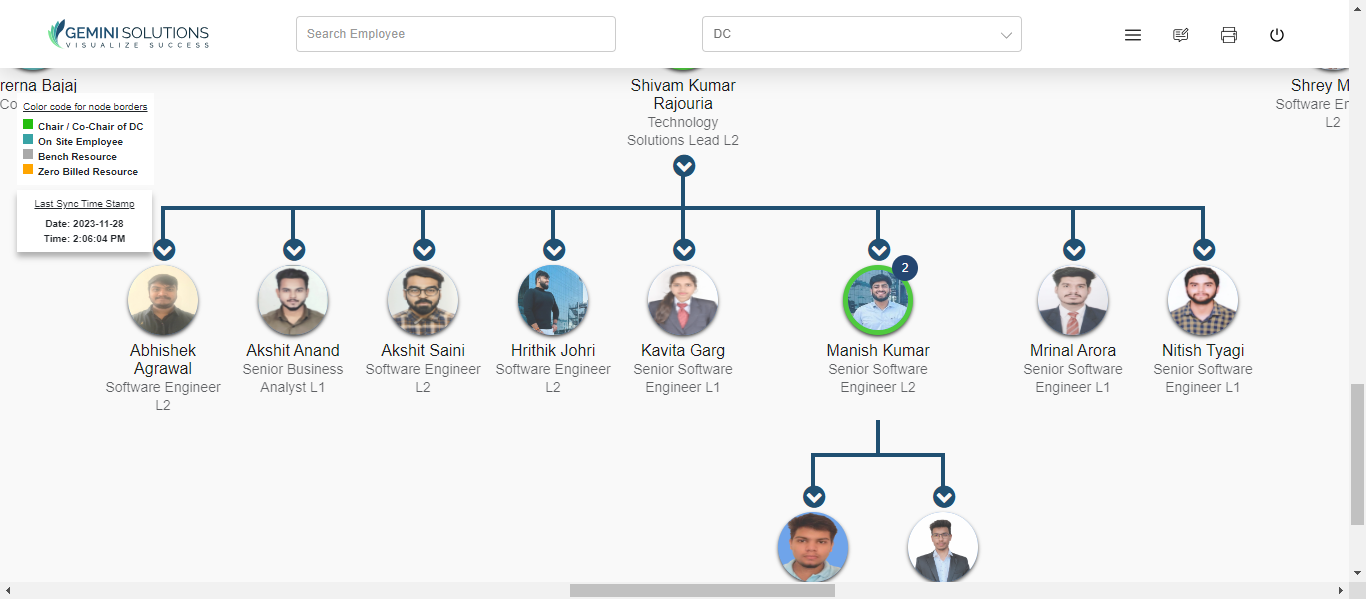 GEMINI SOLUTIONS
VISUALIZE SUCCESS
Search Employee
DC
rerna Bajaj
Co
Shivam Kumar
Rajouria
Technology
Solutions Lead L2
Shrey M
Software Er
L2
Color code for node borders
Chair / Co-Chair of DC
On Site Employee
Bench Resource
Zero Billed Resource
Last Sync Time Stamp
Date: 2023-11-28
Time: 2:06:04 PM
Abhishek
Agrawal
Software Engineer
L2
Akshit Anand
Senior Business
Analyst L1
Akshit Saini
Software Engineer
L2
Hrithik Johri
Software Engineer
L2
Kavita Garg
Senior Software
Engineer L1
2
Manish Kumar
Senior Software
Engineer L2
Mrinal Arora
Senior Software
Engineer L1
Nitish Tyagi
Senior Software
Engineer L1